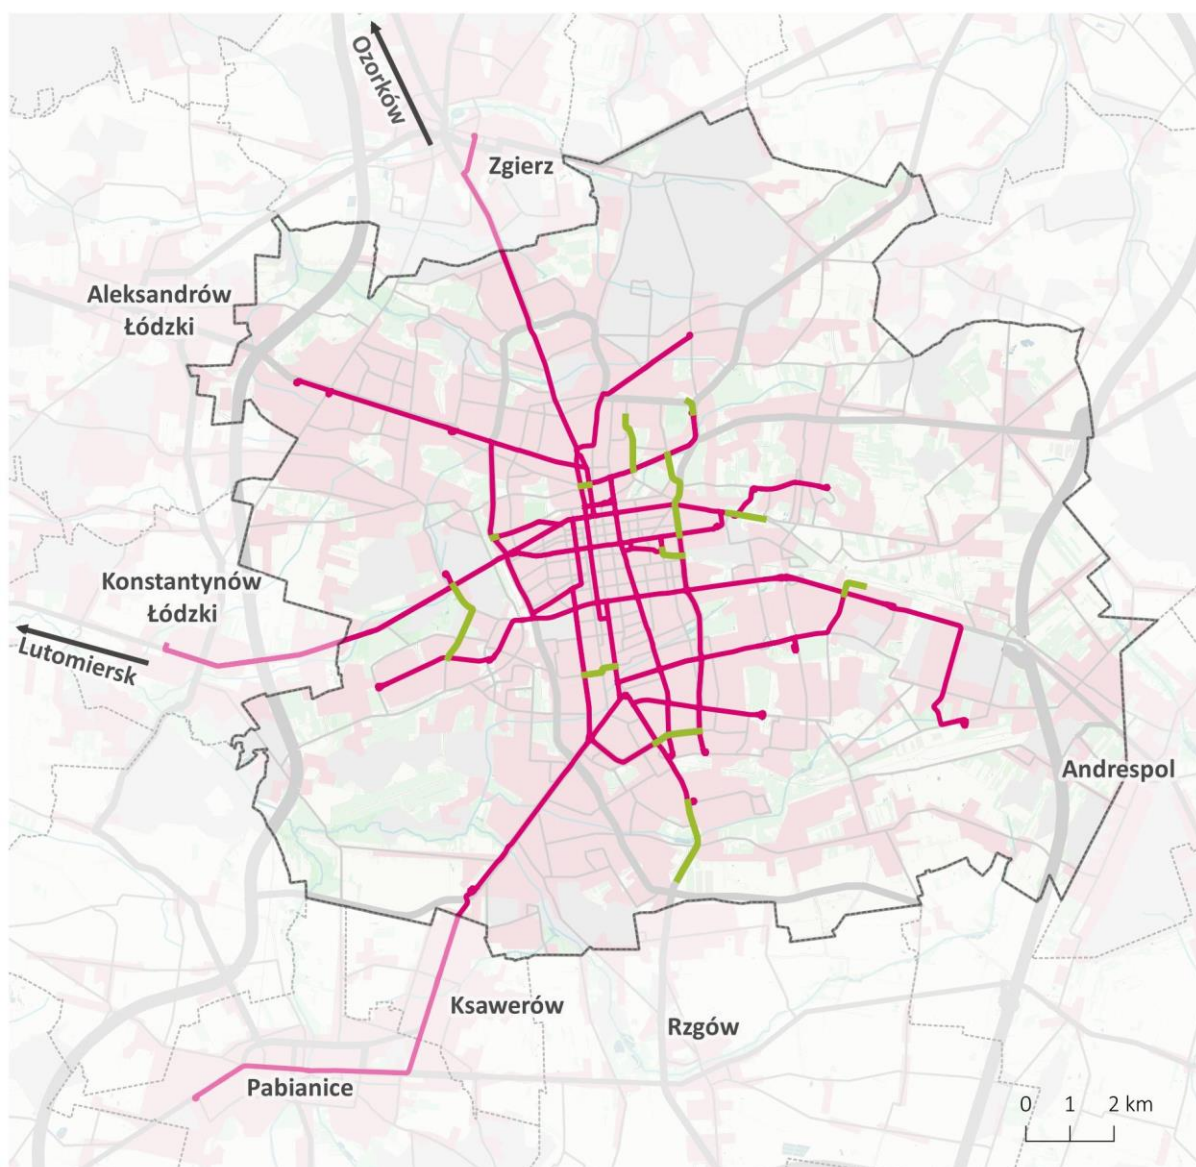 Ozorków
Zgierz
Aleksandrów
Łódzki
Konstantynów
Łódzki
Lutomiersk
Andrespol
Ksawerów
Rzgów
Pabianice
0 1 2 km